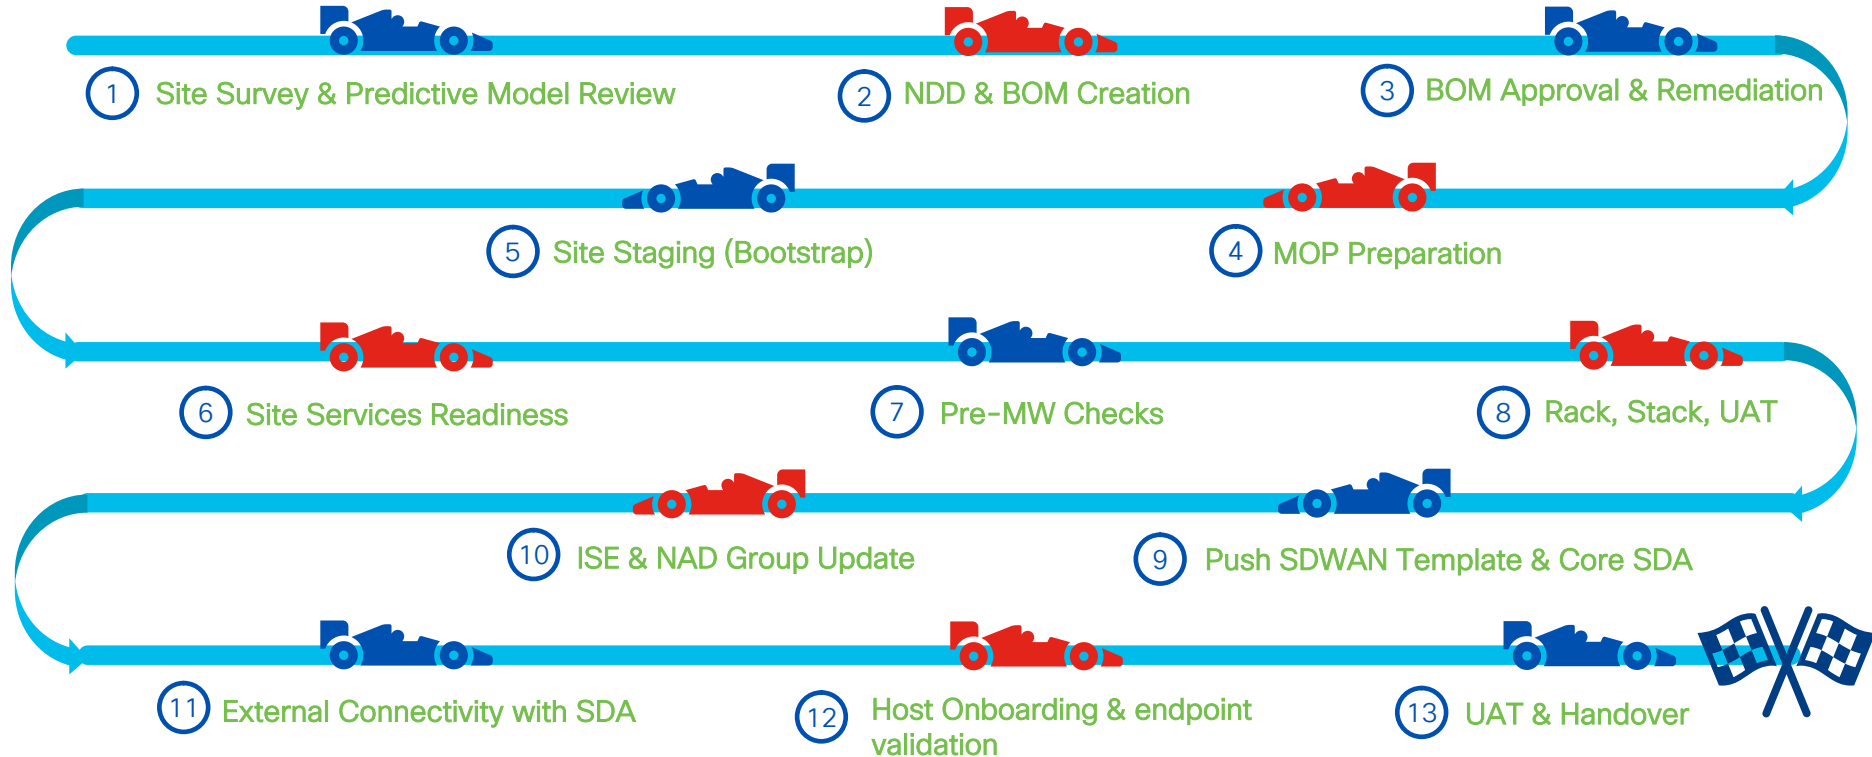 1 Site Survey & Predictive Model Review
2 NDD & BOM Creation
3 BOM Approval & Remediation
4 MOP Preparation
5 Site Staging (Bootstrap)
6 Site Services Readiness
7 Pre-MW Checks
8 Rack, Stack, UAT
9 Push SDWAN Template & Core SDA
10 ISE & NAD Group Update
11 External Connectivity with SDA
12 Host Onboarding & endpoint
validation
13 UAT & Handover